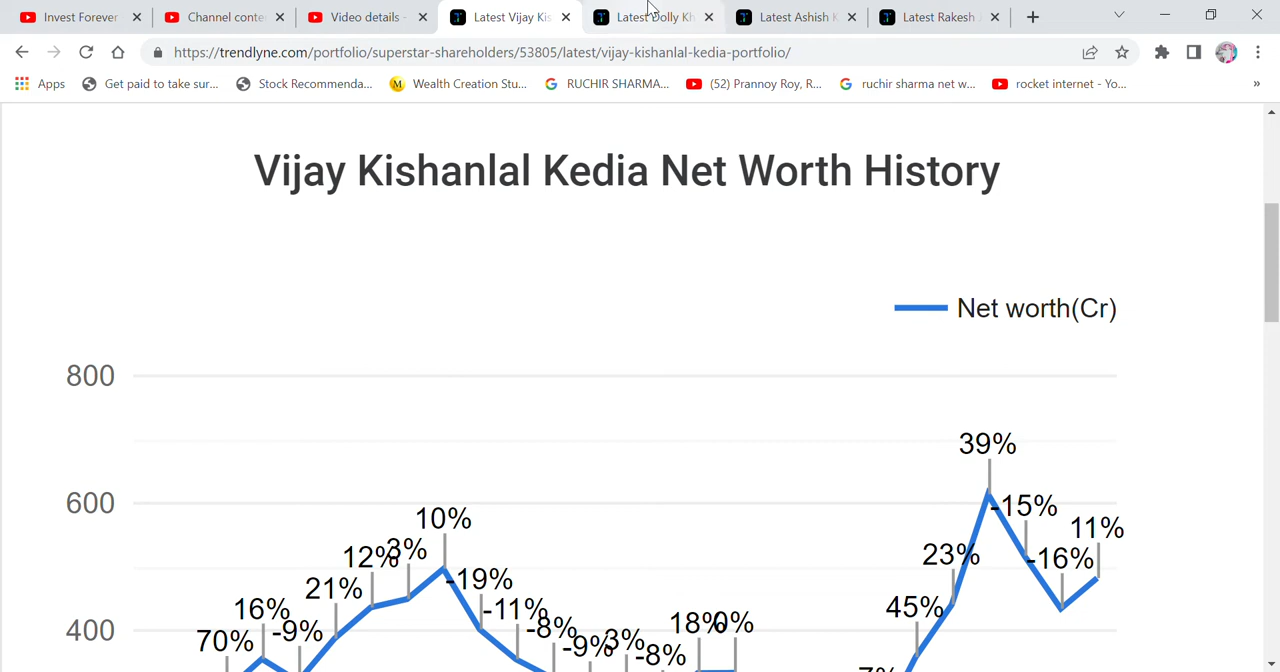 Invest Forever
Channel conte
Video details -
Latest Vijay Kis
Latest Dolly Kh
Latest Ashish K
Latest Rakesh
https://trendlyne.com/portfolio/superstar-shareholders/53805/latest/vijay-kishanlal-kedia-portfolio/
Apps
Get paid to take sur...
Stock Recommenda...
M
Wealth Creation Stu...
G
RUCHIR SHARMA...
(52) Prannoy Roy, R...
G
ruchir sharma net w...
rocket internet - Yo...
»
Vijay Kishanlal Kedia Net Worth History
Net worth(Cr)
800
39%
600
10%
-15%
11%
12%
3%
23%
-16%
21%
-19%
16%
-11%
45%
70%
-9%
-8%
18%
0%
400
-9%
3%
-8%